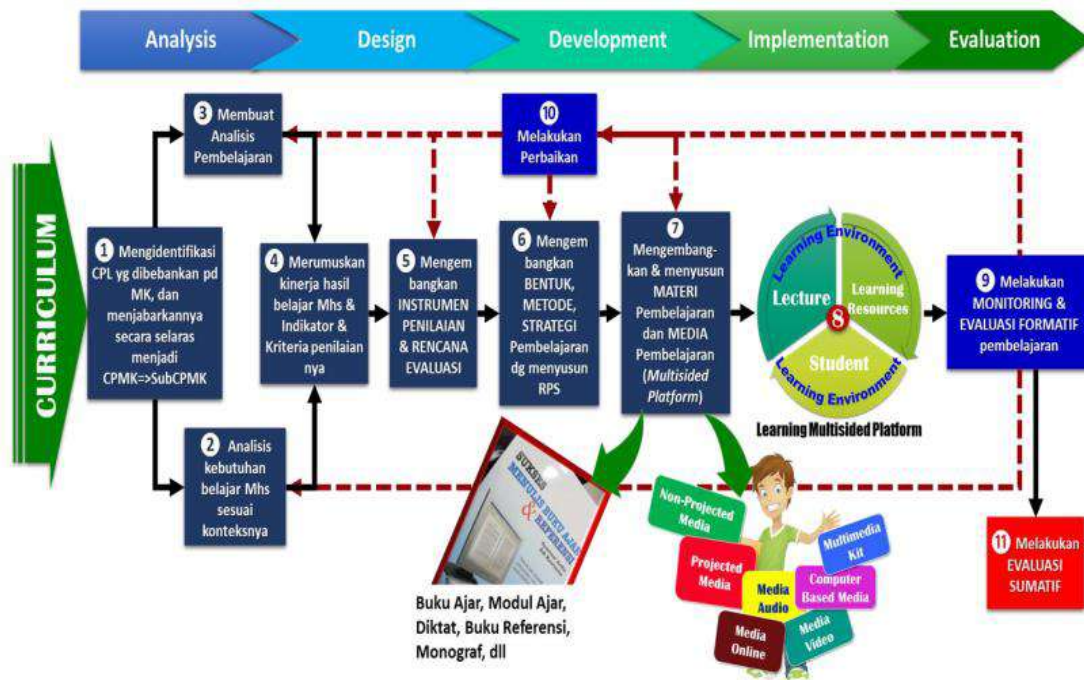 Analysis
Design
Development
Implementation
Evaluation
CURRICULUM
1 Mengidentifikasi
CPL yg dibebankan pd
MK, dan
menjabarkannya
secara selaras
menjadi
CPMK=>SubCPMK
3 Membuat
Analisis
Pembelajaran
2 Analisis
kebutuhan
belajar Mhs
sesuai
konteksnya
4 Merumuskan
kinerja hasil
belajar Mhs &
Indikator &
Kriteria penilaian
nya
5 Mengem
bangkan
INSTRUMEN
PENILAIAN
& RENCANA
EVALUASI
10
Melakukan
Perbaikan
6 Mengem
bangkan
BENTUK,
METODE,
STRATEGI
Pembelajaran
dg menyusun
RPS
7
Mengembang-
kan & menyusun
MATERI
Pembelajaran
dan MEDIA
Pembelajaran
(Multisided
Platform)
Learning Environment
Lecture
Learning
Resources
8
Student
Learning Environment
Learning Multisided Platform
9 Melakukan
MONITORING &
EVALUASI FORMATIF
pembelajaran
11 Melakukan
EVALUASI
SUMATIF
SUKSES
MENULIS BUKU AJAR
& REFERENSI
Buku Ajar, Modul Ajar,
Diktat, Buku Referensi,
Monograf, dll
Non-Projected
Media
Projected
Media
Media
Audio
Multimedia
Kit
Computer
Based Media
Media
Online
Media
Video